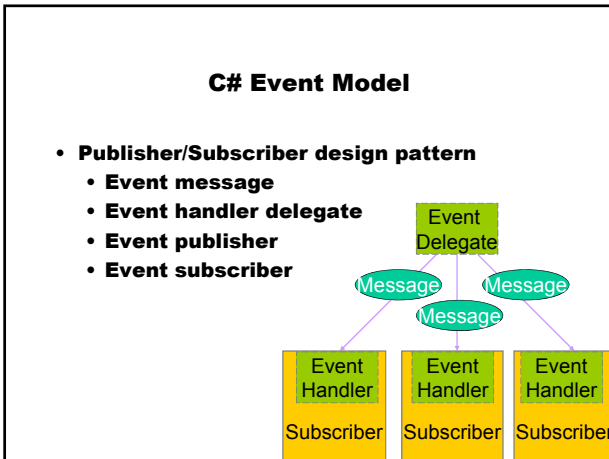 C# Event Model
• Publisher/Subscriber design pattern
• Event message
• Event handler delegate
• Event publisher
• Event subscriber
Event
Delegate
Message
Message
Message
Event
Handler
Subscriber
Event
Handler
Subscriber
Event
Handler
Subscriber